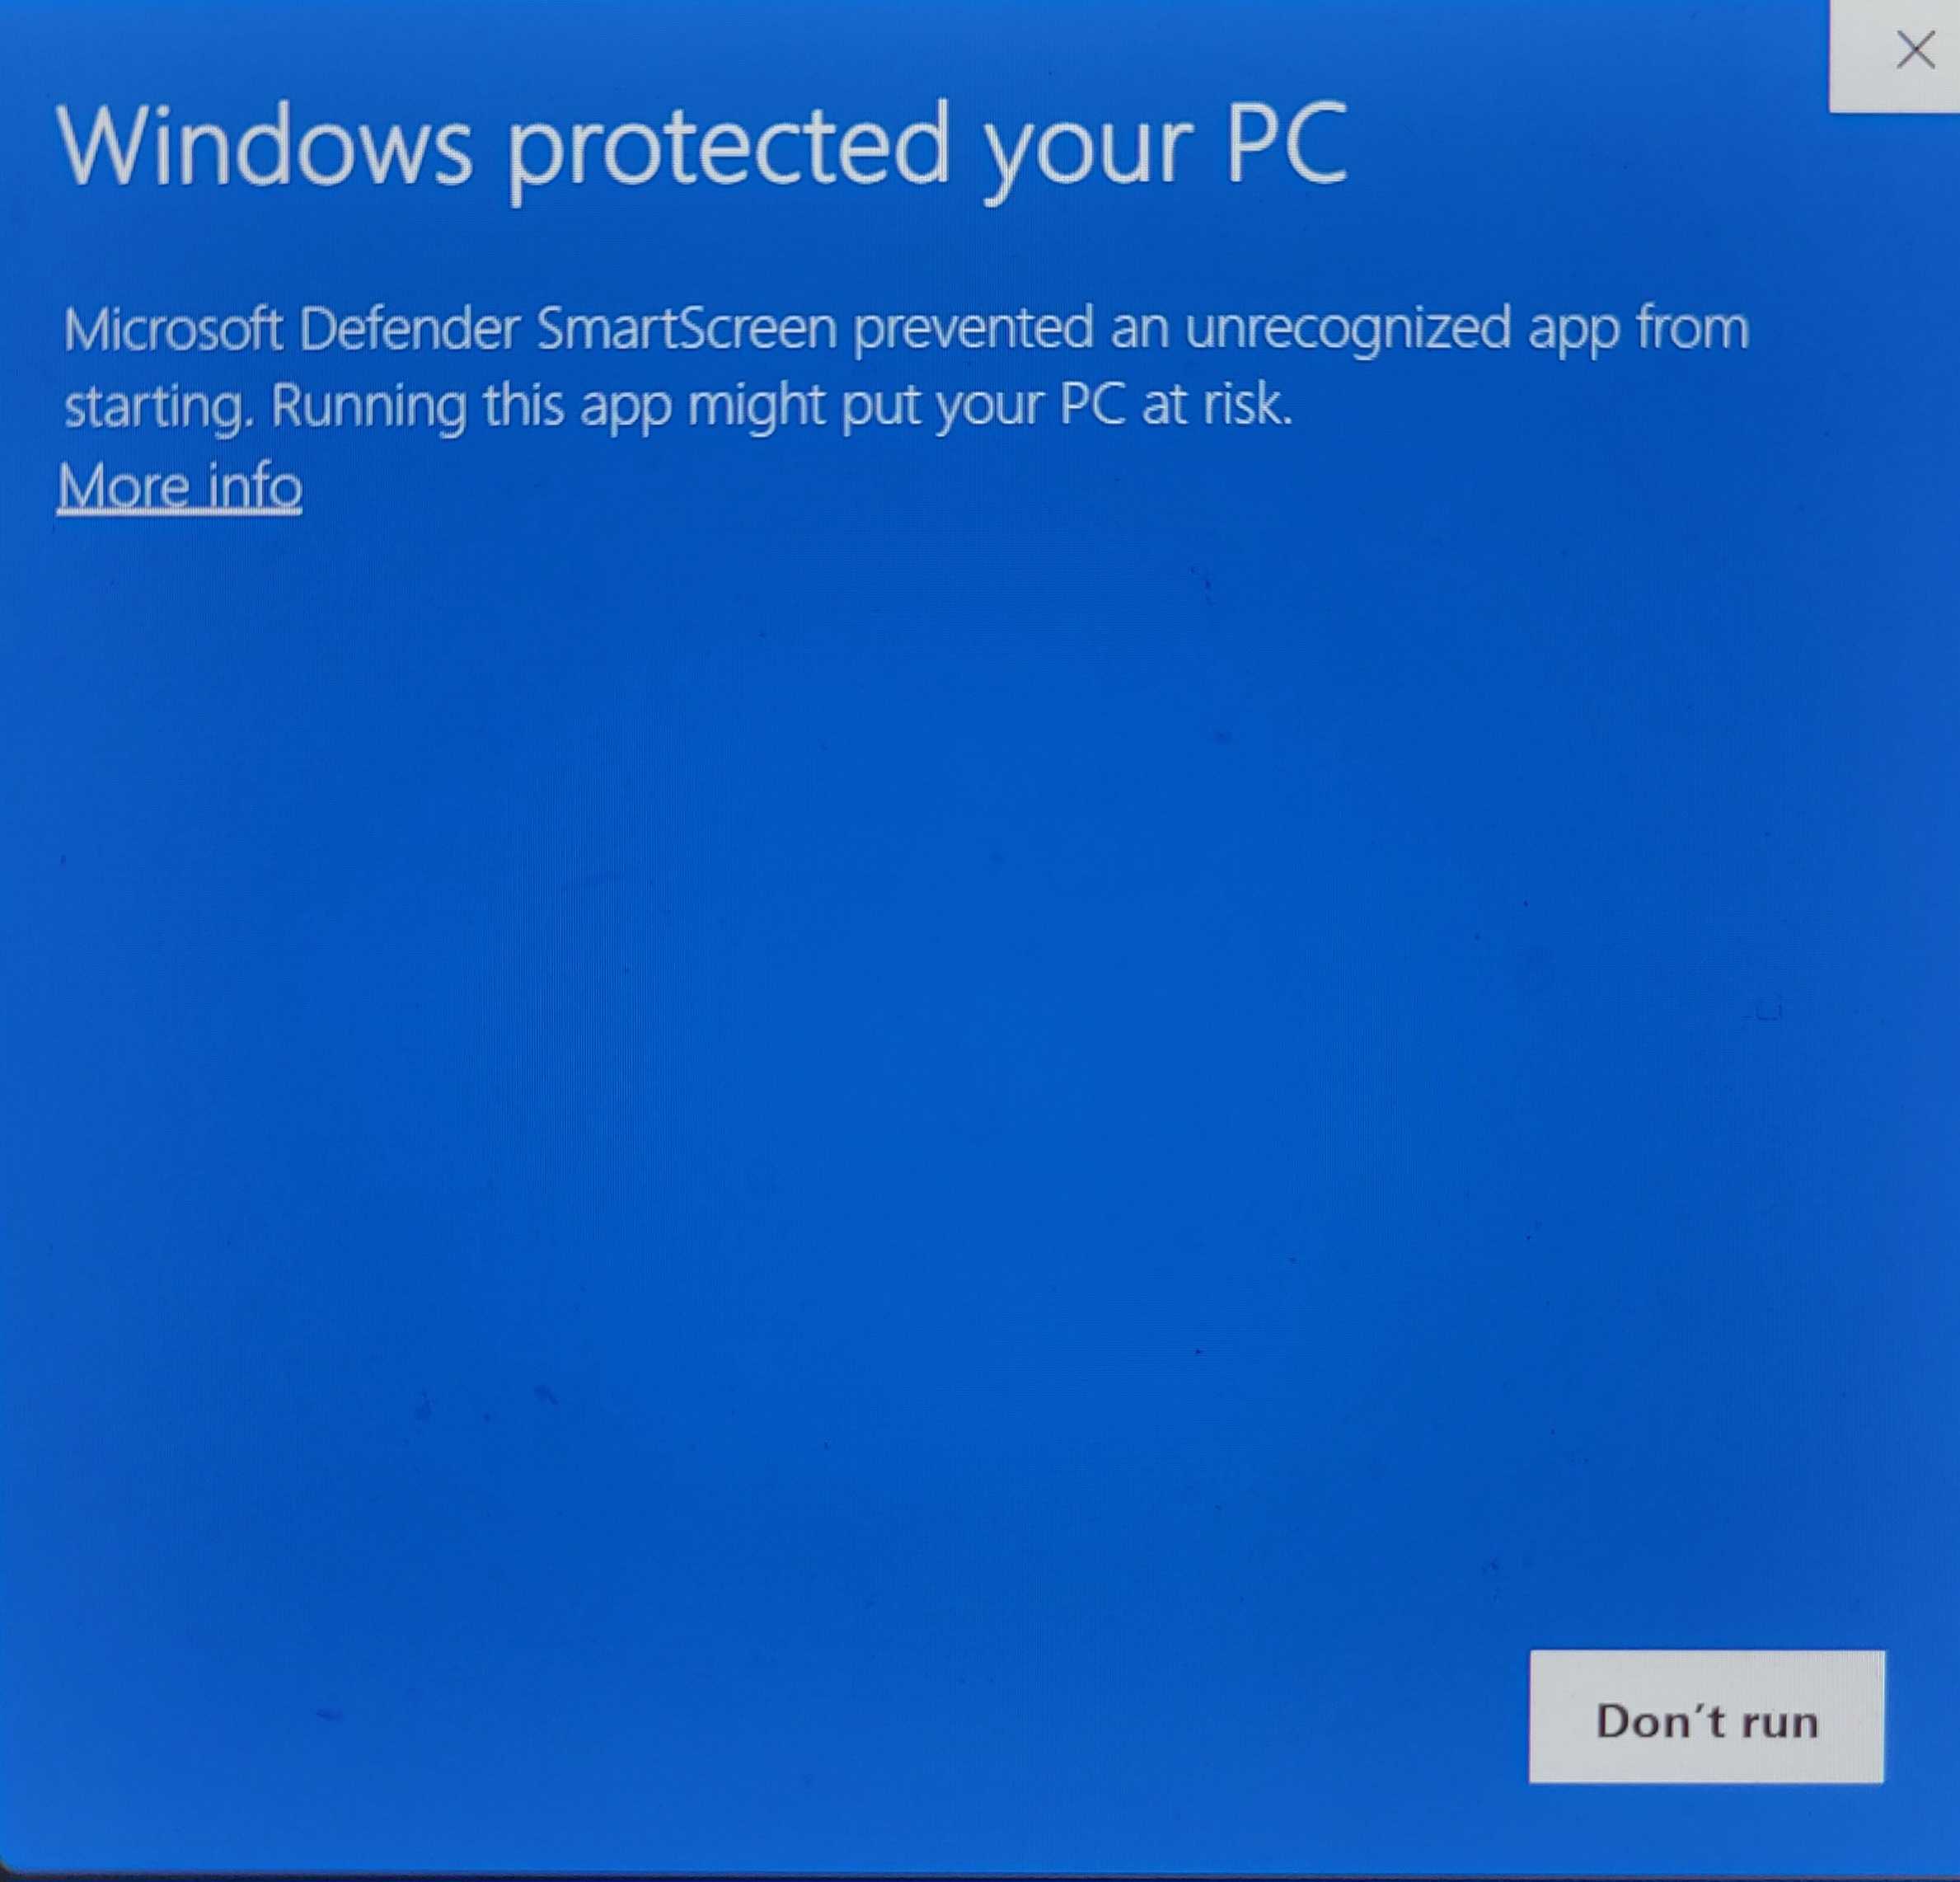 Windows protected your PC
Microsoft Defender SmartScreen prevented an unrecognized app from
starting. Running this app might put your PC at risk.
More info
Don't run